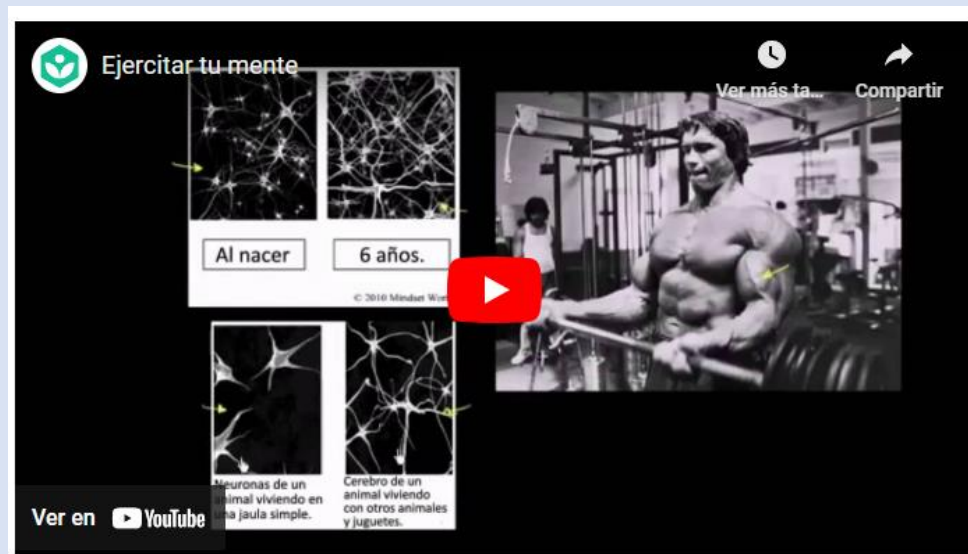 Ejercitar tu mente
Ver más ta...
Compartir
Al nacer
6 años.
© 2010 Mindset
Neuronas de un
animal viviendo en
una jaula simple.
Cerebro de un
animal viviendo
con otros animales
y juguetes.
Ver en YouTube